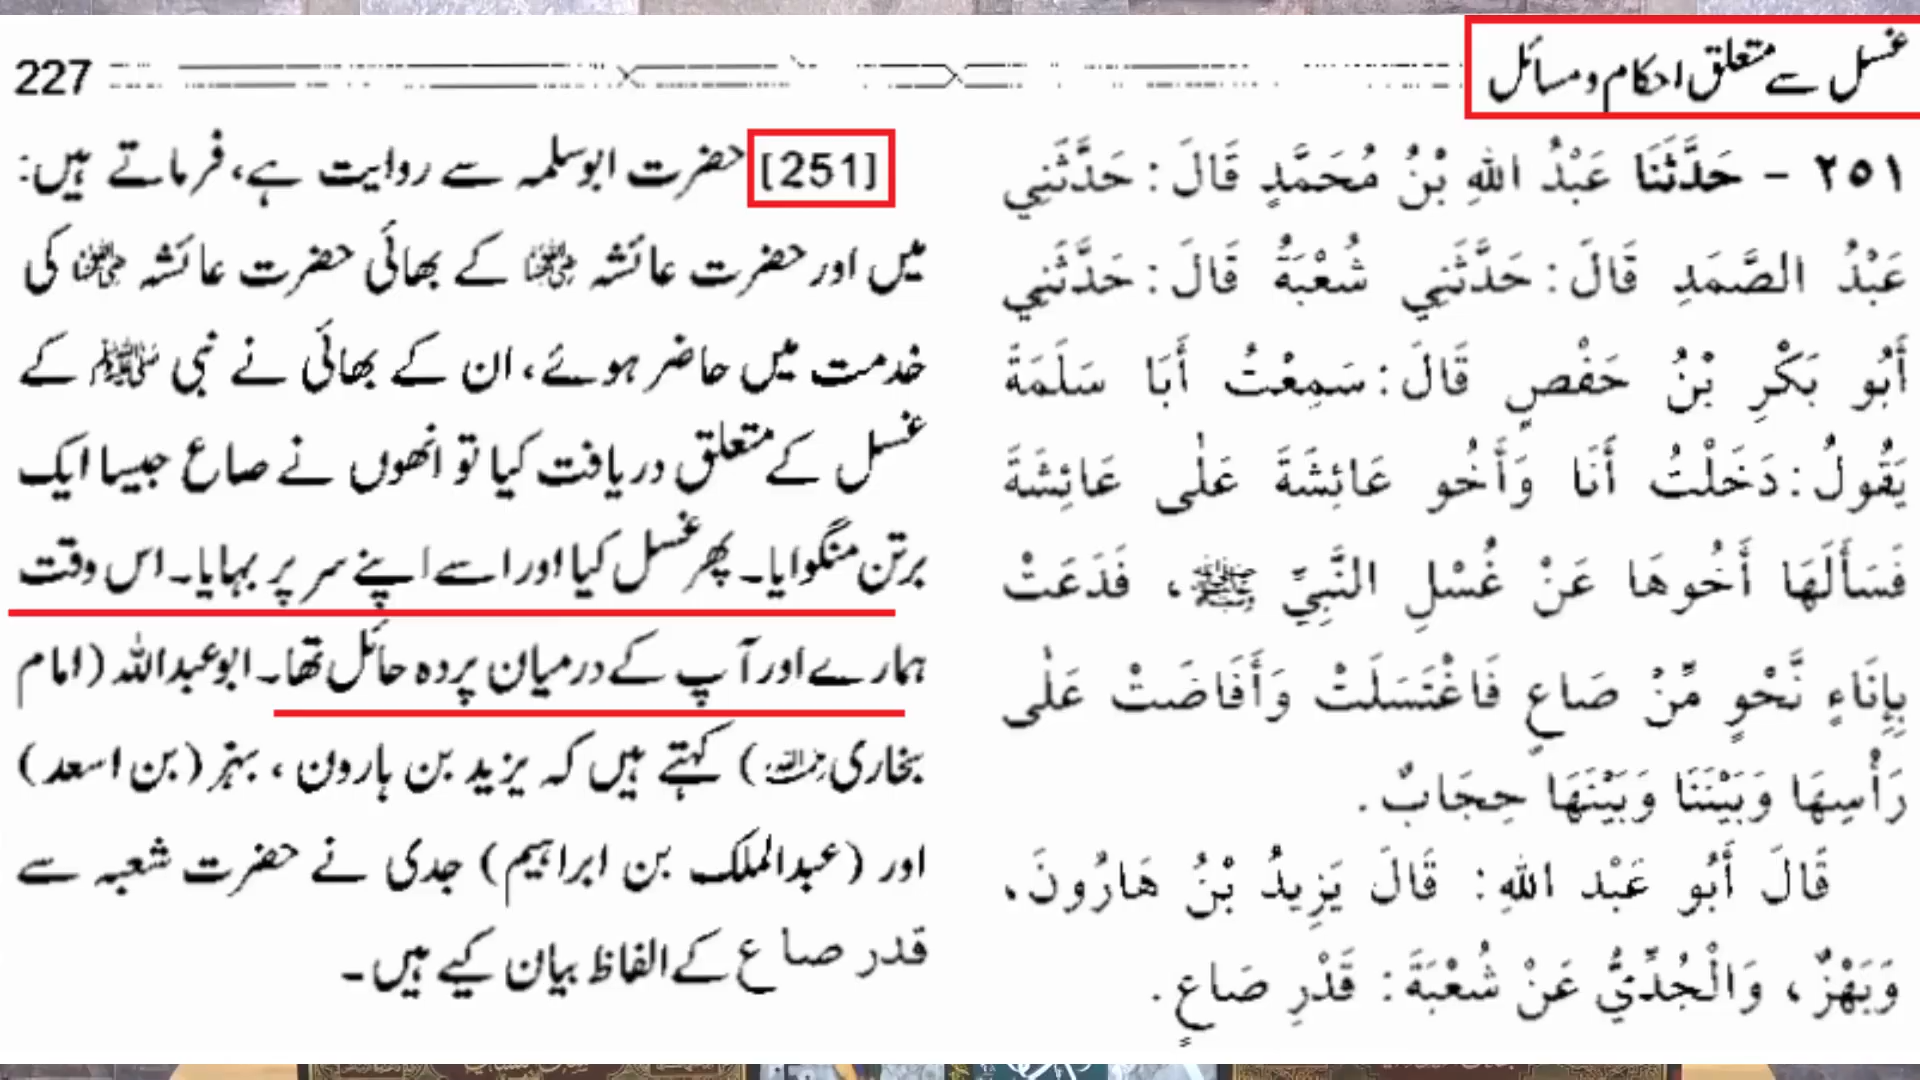 غسل سے متعلق احکام و مسائل
227
٢٥١ - حَدَّثَنَا عَبْدُ اللهِ بْنُ مُحَمَّدٍ قَالَ: حَدَّثَنِي
عَبْدُ الصَّمَدِ قَالَ: حَدَّثَنِي شُعْبَةُ قَالَ: حَدَّثَنِي
أَبُو بَكْرِ بْنُ حَفْصٍ قَالَ: سَمِعْتُ أَبَا سَلَمَةَ
يَقُولُ: دَخَلْتُ أَنَا وَأَخُو عَائِشَةَ عَلٰى عَائِشَةَ
فَسَأَلَهَا أَخُوهَا عَنْ غُسْلِ النَّبِيِّ ﷺ، فَدَعَتْ
بِإِنَاءٍ نَّحْوٍ مِّنْ صَاعٍ فَاغْتَسَلَتْ وَأَفَاضَتْ عَلٰى
رَأْسِهَا وَبَيْنَنَا وَبَيْنَهَا حِجَابٌ.
قَالَ أَبُو عَبْد اللهِ: قَالَ يَزِيدُ بْنُ هَارُونَ،
وَبَهْزٌ، وَالْجُدِّيُّ عَنْ شُعْبَةَ: قَدْرِ صَاعٍ.
[251] حضرت ابوسلمہ سے روایت ہے، فرماتے ہیں:
میں اور حضرت عائشہ رضی اللہ عنہا کے بھائی حضرت عائشہ رضی اللہ عنہا کی
خدمت میں حاضر ہوئے، ان کے بھائی نے نبی ﷺ کے
غسل کے متعلق دریافت کیا تو انھوں نے صاع جیسا ایک
برتن منگوایا۔ پھر غسل کیا اور اسے اپنے سر پر بہایا۔ اس وقت
ہمارے اور آپ کے درمیان پردہ حائل تھا۔ ابوعبداللہ (امام
بخاری رحمہ اللہ) کہتے ہیں کہ یزید بن ہارون، بہز (بن اسعد)
اور (عبدالملک بن ابراہیم) جدی نے حضرت شعبہ سے
قدر صاع کے الفاظ بیان کیے ہیں۔